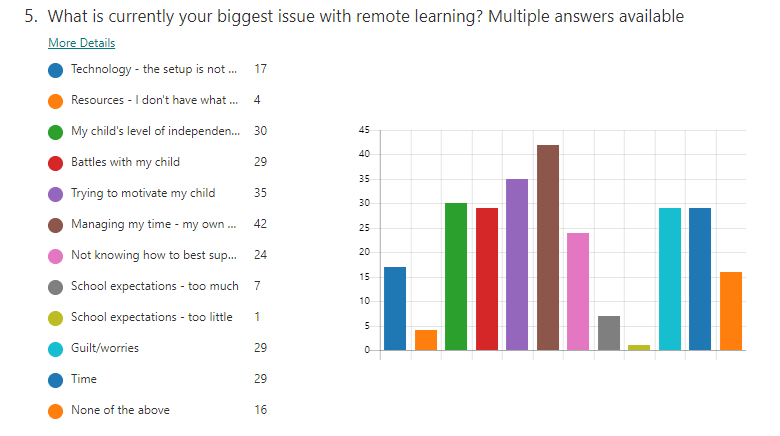 5. What is currently your biggest issue with remote learning? Multiple answers available
More Details
Technology - the setup is not ... 17
Resources - I don't have what ... 4
My child's level of independen... 30
Battles with my child 29
Trying to motivate my child 35
Managing my time - my own ... 42
Not knowing how to best sup... 24
School expectations - too much 7
School expectations - too little 1
Guilt/worries 29
Time 29
None of the above 16
45
40
35
30
25
20
15
10
5
0